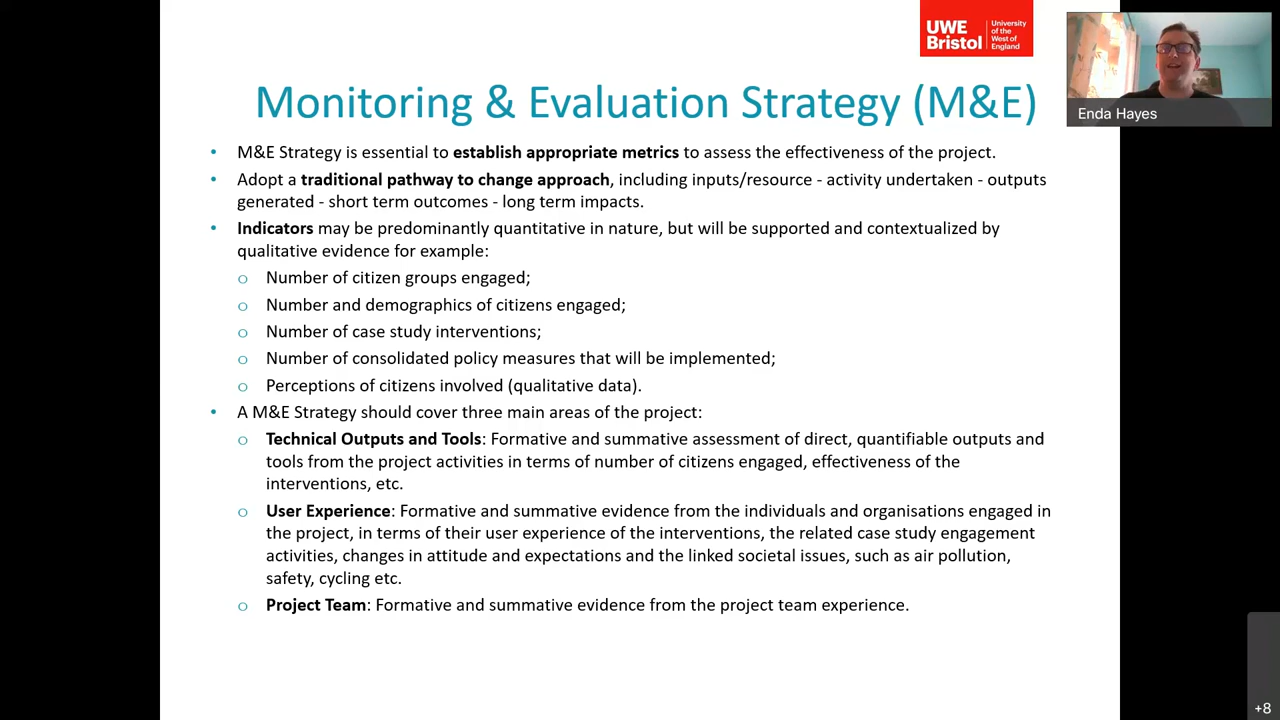 UWE
Bristol
University
of the
West of
England
Monitoring & Evaluation Strategy (M&E)
Enda Hayes
• M&E Strategy is essential to establish appropriate metrics to assess the effectiveness of the project.
• Adopt a traditional pathway to change approach, including inputs/resource - activity undertaken - outputs
generated - short term outcomes - long term impacts.
• Indicators may be predominantly quantitative in nature, but will be supported and contextualized by
qualitative evidence for example:
o Number of citizen groups engaged;
o Number and demographics of citizens engaged;
o Number of case study interventions;
o Number of consolidated policy measures that will be implemented;
o Perceptions of citizens involved (qualitative data).
• A M&E Strategy should cover three main areas of the project:
o Technical Outputs and Tools: Formative and summative assessment of direct, quantifiable outputs and
tools from the project activities in terms of number of citizens engaged, effectiveness of the
interventions, etc.
o User Experience: Formative and summative evidence from the individuals and organisations engaged in
the project, in terms of their user experience of the interventions, the related case study engagement
activities, changes in attitude and expectations and the linked societal issues, such as air pollution,
safety, cycling etc.
o Project Team: Formative and summative evidence from the project team experience.
+8